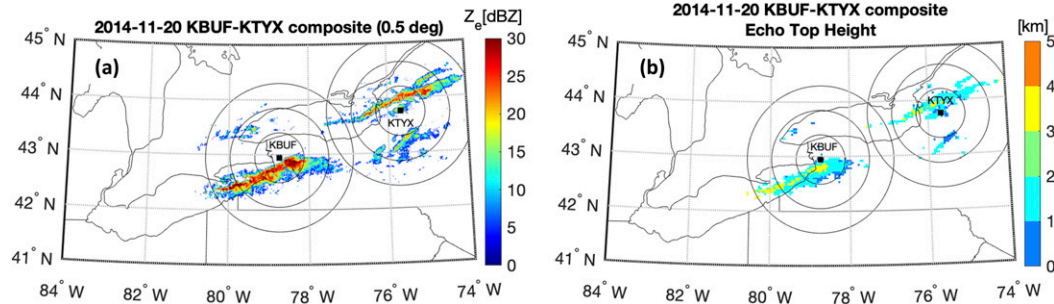 2014-11-20 KBUF-KTYX composite (0.5 deg)
Z_e[dBZ]
45° N
(a)
30
25
44° N
KTYX
20
43° N
KBUF
15
10
42° N
5
41° N
0
84° W 82° W 80° W 78° W 76° W 74° W
2014-11-20 KBUF-KTYX composite
Echo Top Height
[km]
45° N
(b)
5
44° N
KTYX
4
43° N
KBUF
3
2
42° N
1
41° N
0
84° W 82° W 80° W 78° W 76° W 74° W